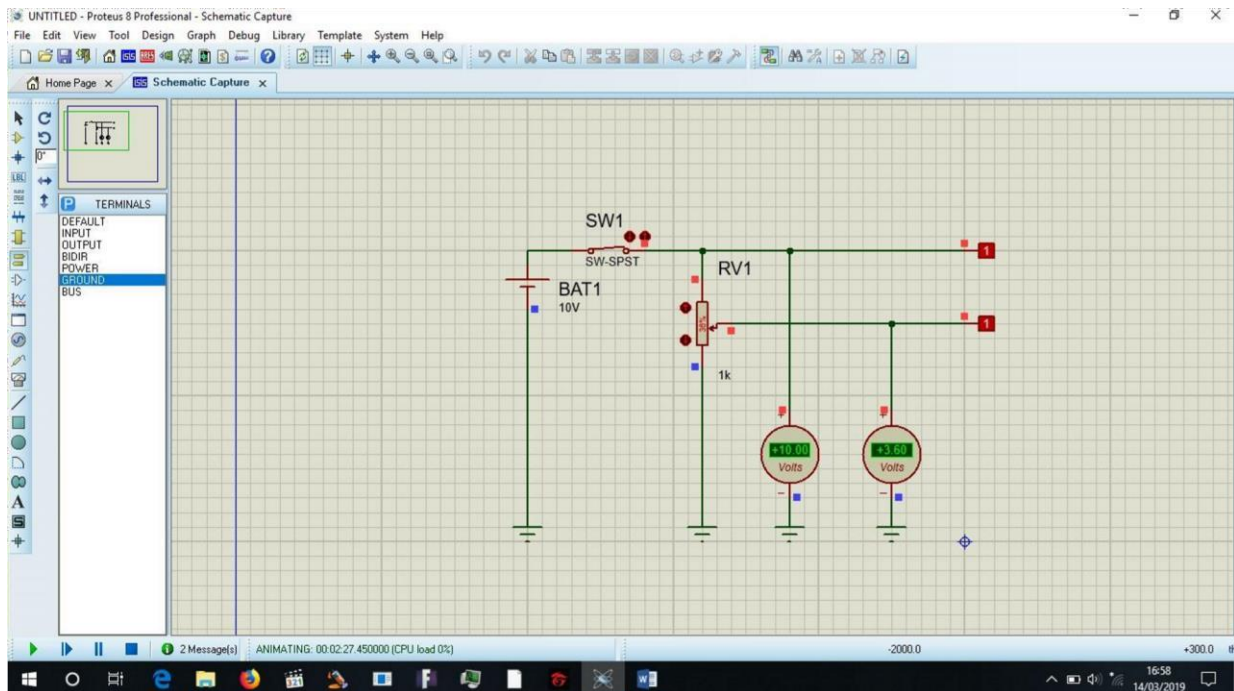 UNTITLED - Proteus 8 Professional - Schematic Capture
File Edit View Tool Design Graph Debug Library Template System Help
Home Page Schematic Capture
0°
LBL
P TERMINALS
DEFAULT
INPUT
OUTPUT
BIDIR
POWER
GROUND
BUS
A
S
SW1
SW-SPST
1
RV1
BAT1
10V
1
1k
+10.00
Volts
+3.60
Volts
2 Message(s) ANIMATING: 00:02:27.450000 (CPU load 0%) -2000.0 +300.0
16:58
14/03/2019